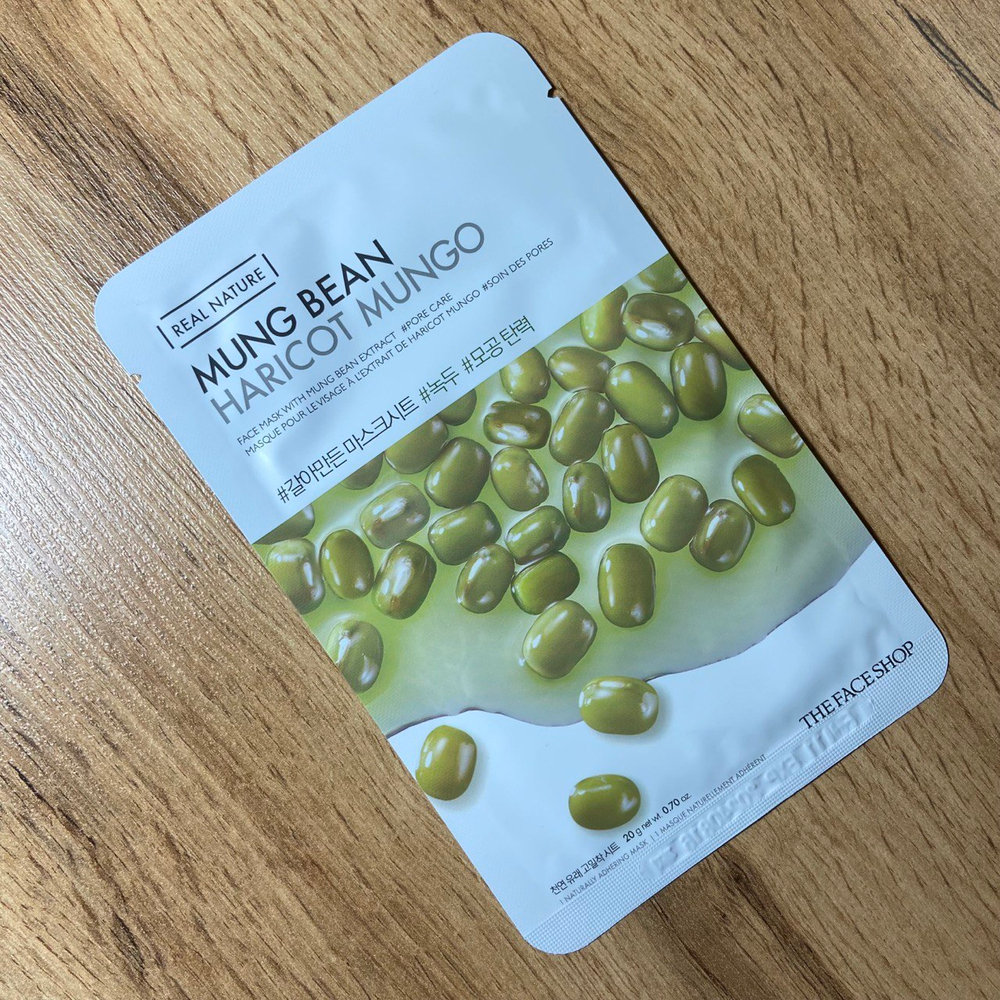 REAL NATURE
MUNG BEAN
HARICOT MUNGO
FACE MASK WITH MUNG BEAN EXTRACT #PORE CARE
MASQUE POUR LE VISAGE À L'EXTRAIT DE HARICOT MUNGO #SOIN DES PORES
#갈아만든마스크시트 #녹두 #모공 탄력
THE FACE SHOP
천연 유래 고밀착 시트 20 g net wt. 0.70 oz.
1 NATURALLY ADHERING MASK 1 MASQUE NATURELLEMENT ADHÉRENT